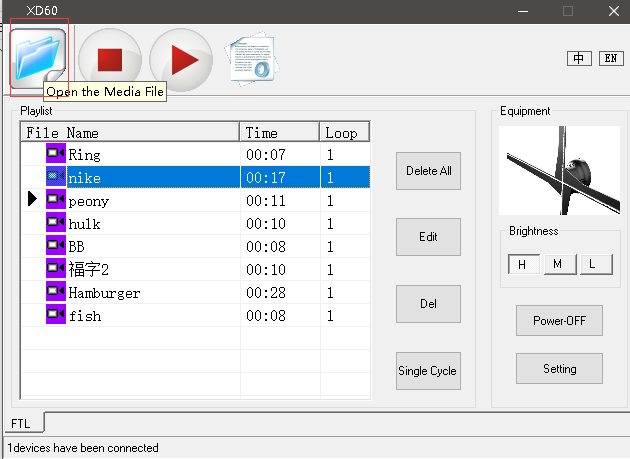 XD60
中 EN
Open the Media File
Playlist
File Name Time Loop
Ring 00:07 1
nike 00:17 1
peony 00:11 1
hulk 00:10 1
BB 00:08 1
福字2 00:10 1
Hamburger 00:28 1
fish 00:08 1
Delete All
Edit
Del
Single Cycle
Equipment
Brightness
H M L
Power-OFF
Setting
FTL
1devices have been connected